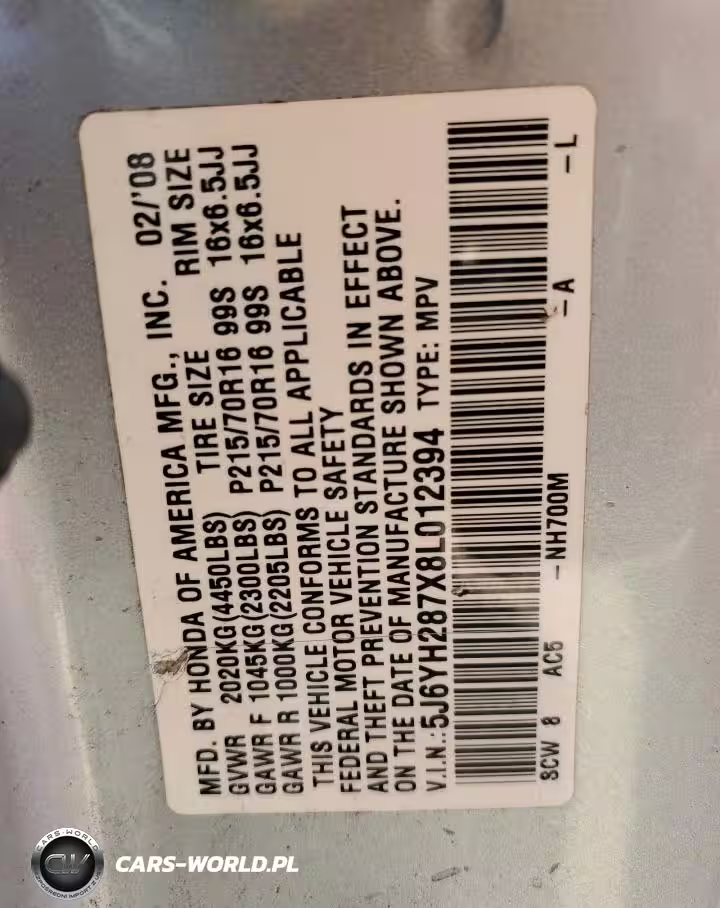 MFD. BY HONDA OF AMERICA MFG., INC. 02/'08
GVWR 2020KG(4450LBS) TIRE SIZE RIM SIZE
GAWR F 1045KG(2300LBS) P215/70R16 99S 16x6.5JJ
GAWR R 1000KG(2205LBS) P215/70R16 99S 16x6.5JJ
THIS VEHICLE CONFORMS TO ALL APPLICABLE
FEDERAL MOTOR VEHICLE SAFETY
AND THEFT PREVENTION STANDARDS IN EFFECT
ON THE DATE OF MANUFACTURE SHOWN ABOVE.
V.I.N.:5J6YH287X8L012394 TYPE: MPV
SCW 8 AC5 –NH700M –A –L
CARS-WORLD
CW
CARS-WORLD.PL